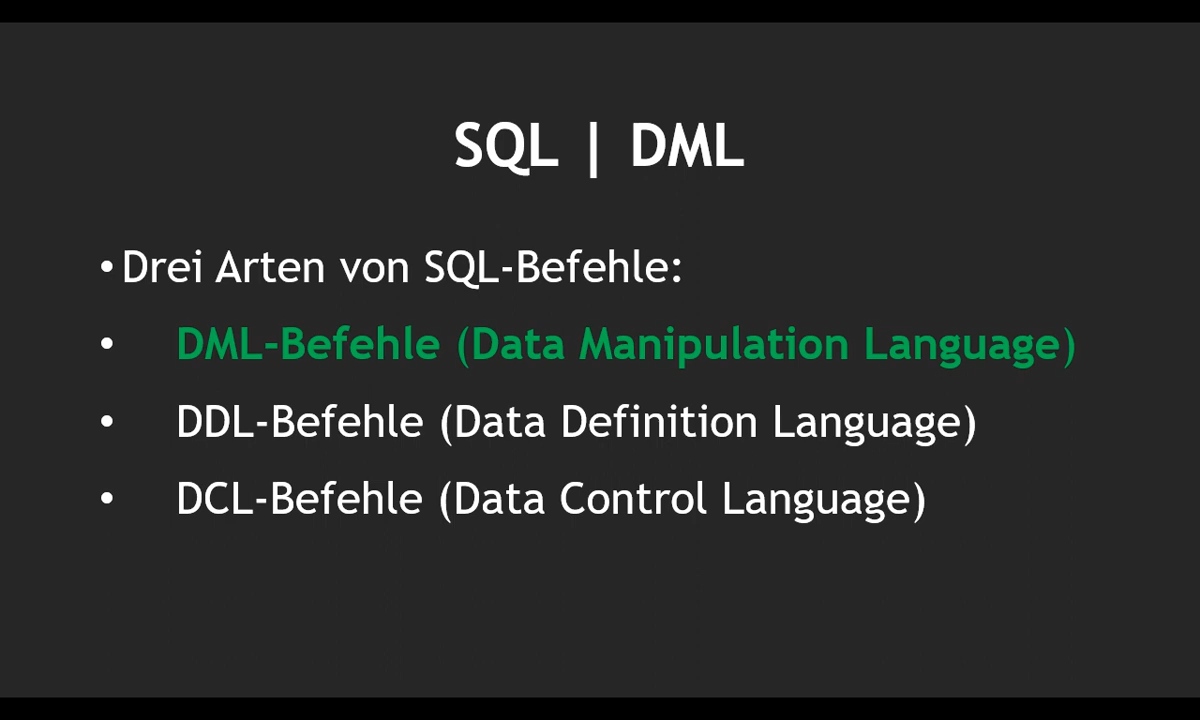 SQL | DML
• Drei Arten von SQL-Befehle:
• DML-Befehle (Data Manipulation Language)
• DDL-Befehle (Data Definition Language)
• DCL-Befehle (Data Control Language)